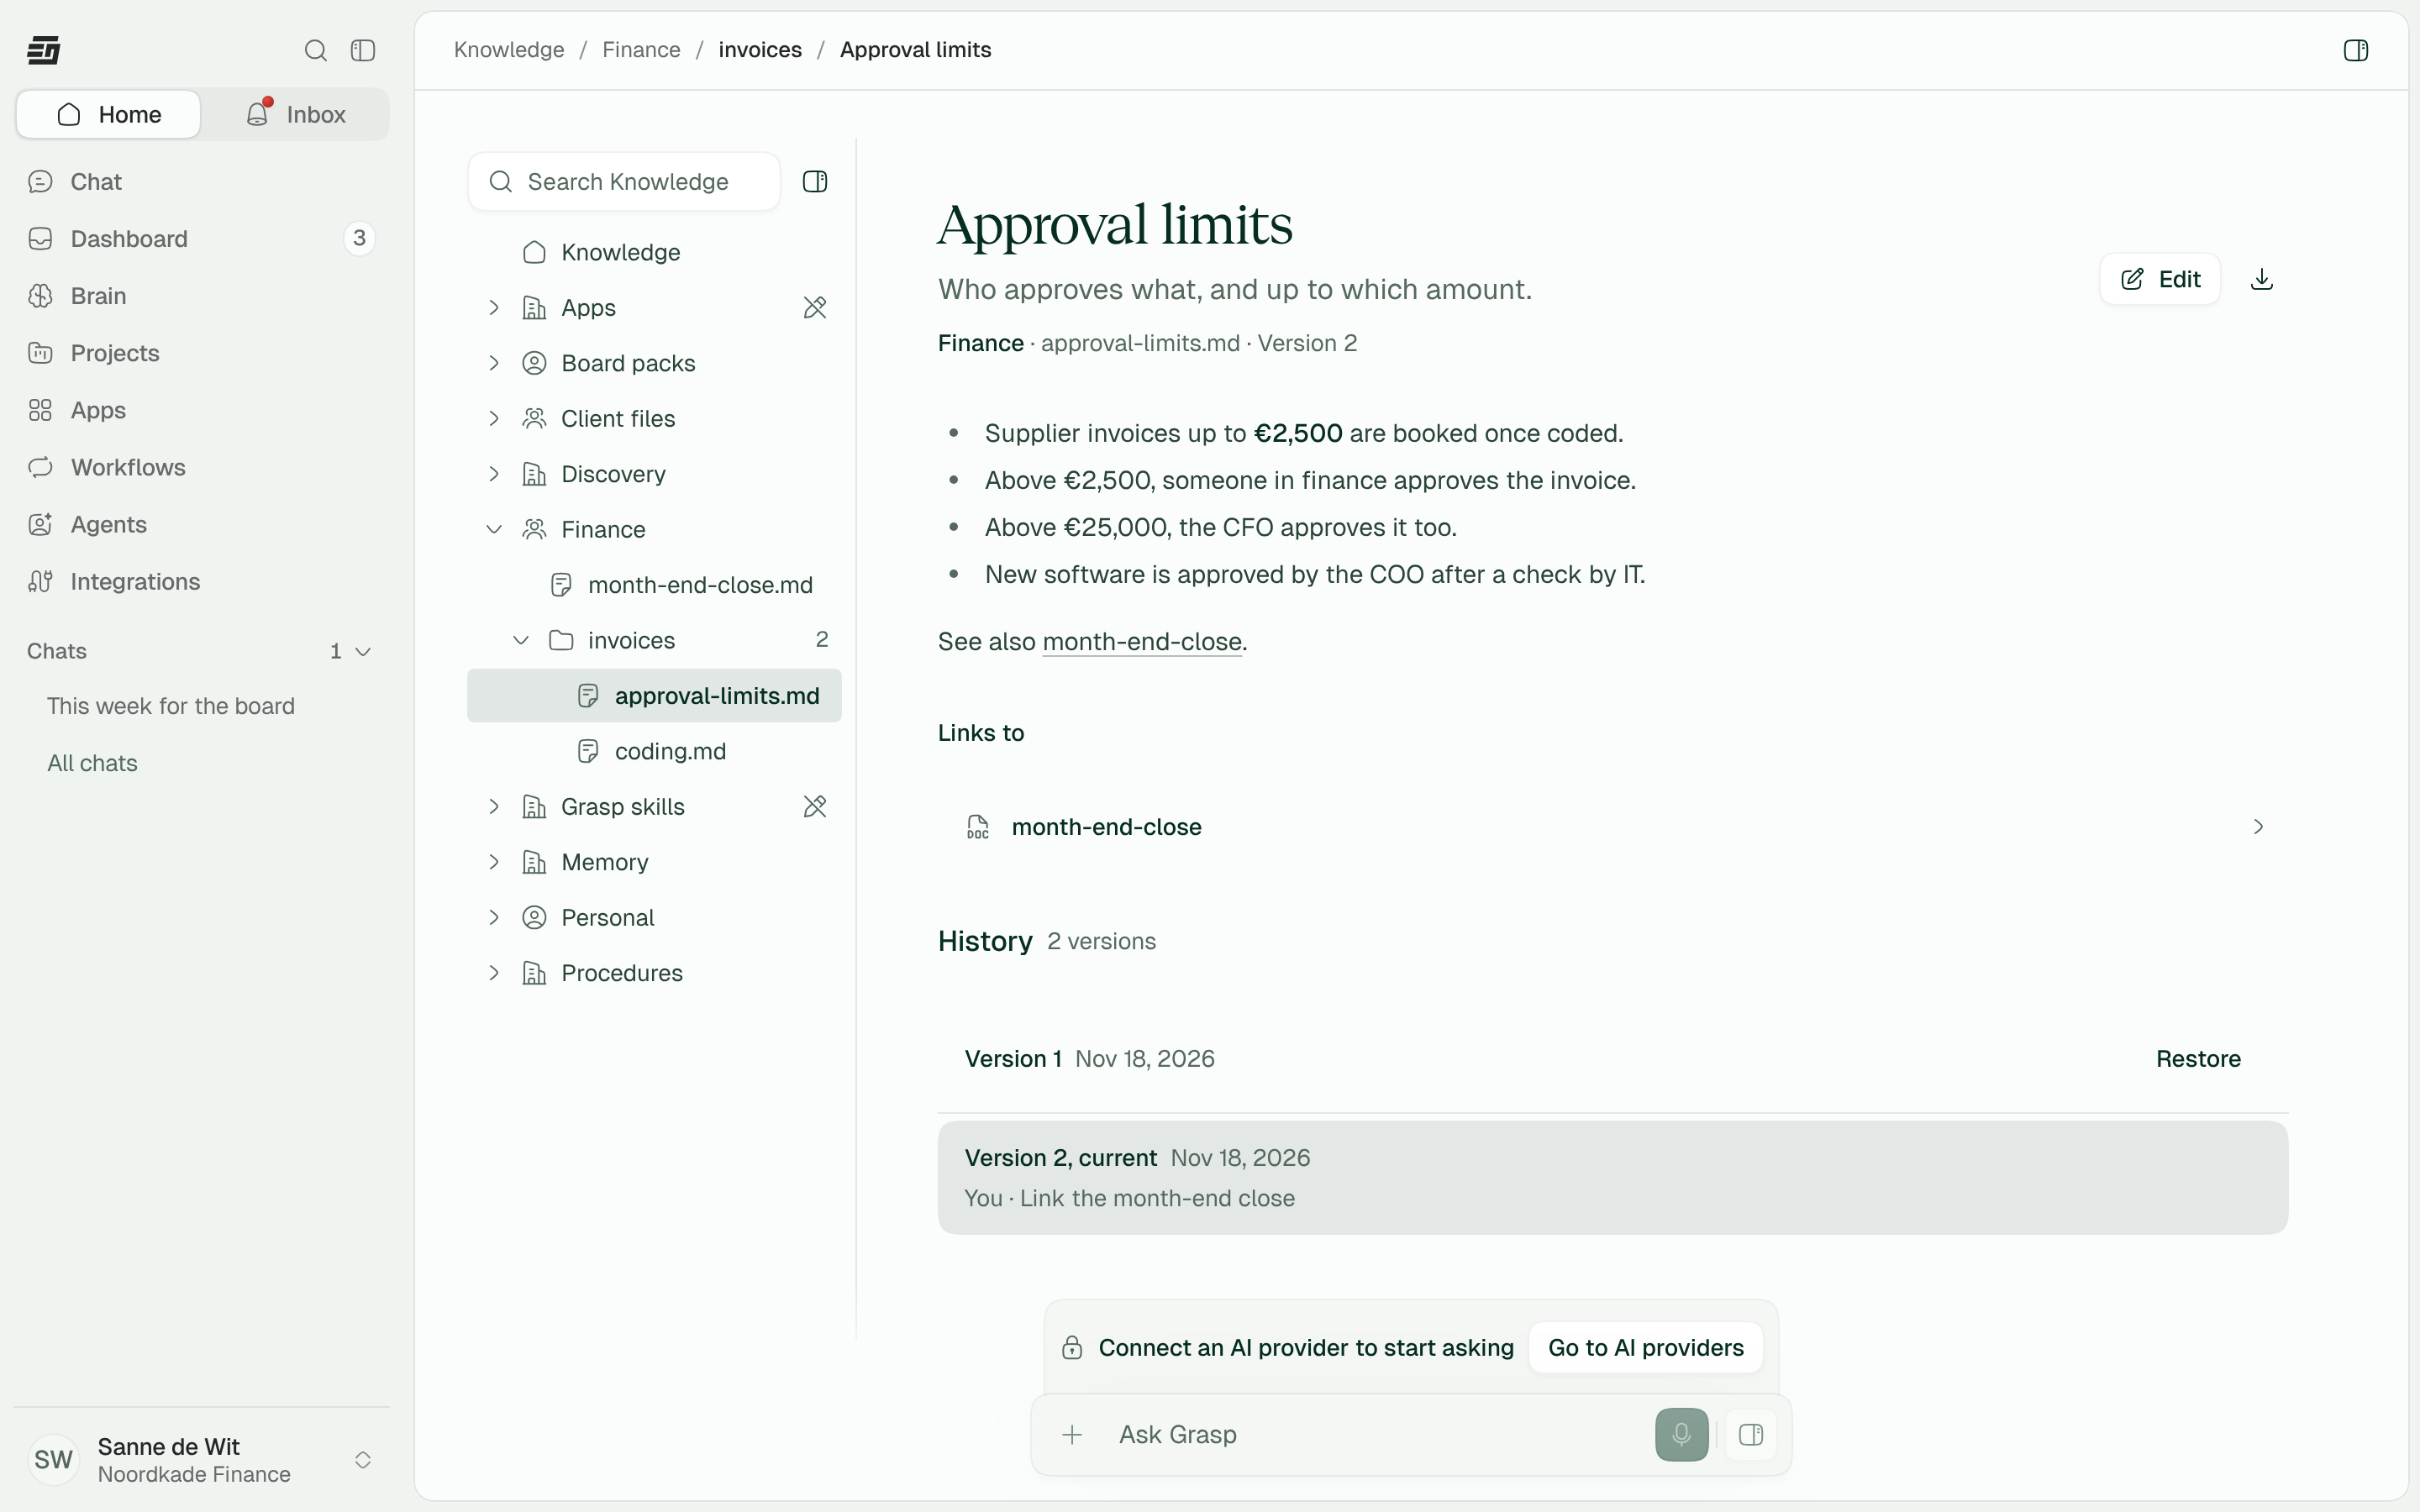 Home
Inbox
Chat
Dashboard 3
Brain
Projects
Apps
Workflows
Agents
Integrations
Chats 1
This week for the board
All chats
SW
Sanne de Wit
Noordkade Finance
Knowledge / Finance / invoices / Approval limits
Search Knowledge
Knowledge
Apps
Board packs
Client files
Discovery
Finance
month-end-close.md
invoices 2
approval-limits.md
coding.md
Grasp skills
Memory
Personal
Procedures
Approval limits
Who approves what, and up to which amount.
Finance · approval-limits.md · Version 2
Edit
• Supplier invoices up to €2,500 are booked once coded.
• Above €2,500, someone in finance approves the invoice.
• Above €25,000, the CFO approves it too.
• New software is approved by the COO after a check by IT.
See also month-end-close.
Links to
DOC month-end-close
History 2 versions
Version 1 Nov 18, 2026 Restore
Version 2, current Nov 18, 2026
You · Link the month-end close
Connect an AI provider to start asking Go to AI providers
Ask Grasp